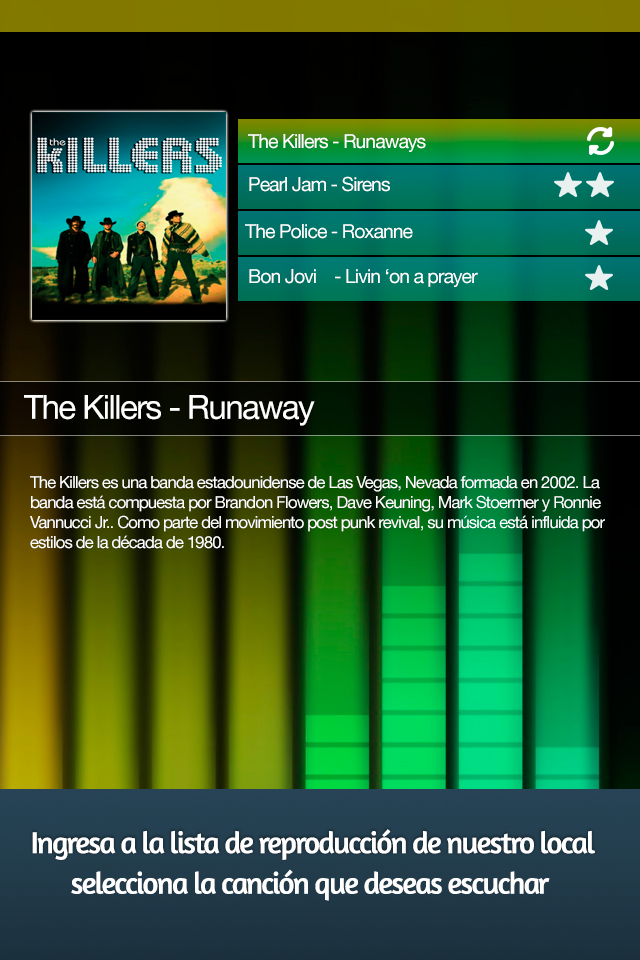 the
KILLERS
The Killers - Runaways
Pearl Jam - Sirens
The Police - Roxanne
Bon Jovi - Livin ‘on a prayer
The Killers - Runaway
The Killers es una banda estadounidense de Las Vegas, Nevada formada en 2002. La
banda está compuesta por Brandon Flowers, Dave Keuning, Mark Stoermer y Ronnie
Vannucci Jr.. Como parte del movimiento post punk revival, su música está influida por
estilos de la década de 1980.
Ingresa a la lista de reproducción de nuestro local
selecciona la canción que deseas escuchar